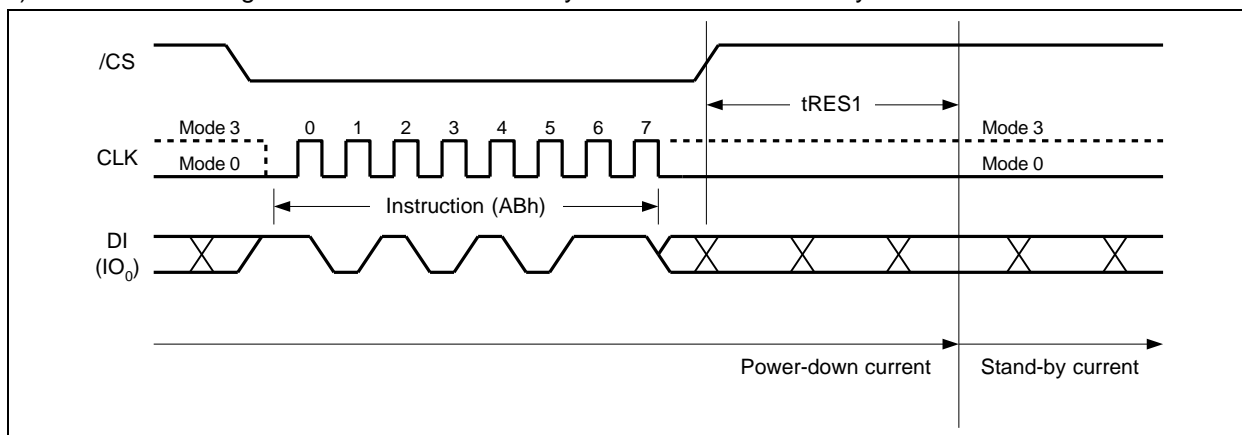 /CS
tRES1
Mode 3 0 1 2 3 4 5 6 7 Mode 3
CLK
Mode 0 Mode 0
Instruction (ABh)
DI
(IO0)
Power-down current Stand-by current